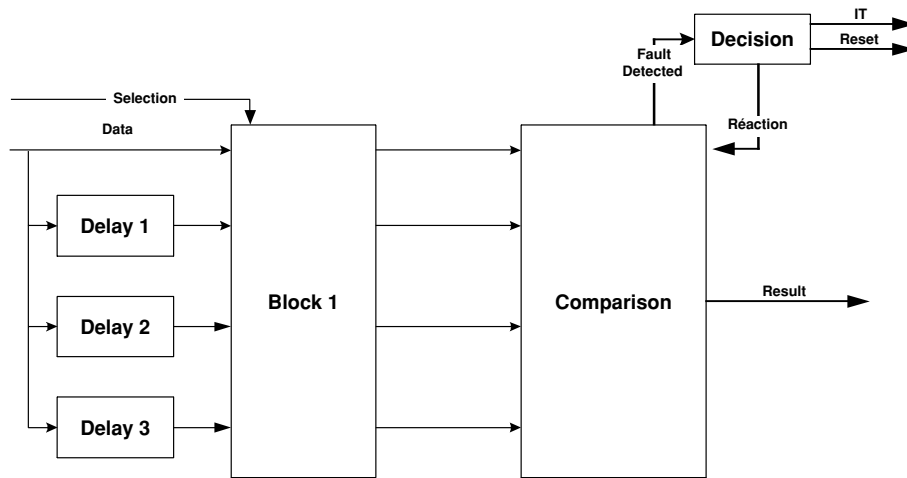 IT
Decision
Reset
Fault
Detected
Selection
Réaction
Data
Delay 1
Block 1
Comparison
Result
Delay 2
Delay 3